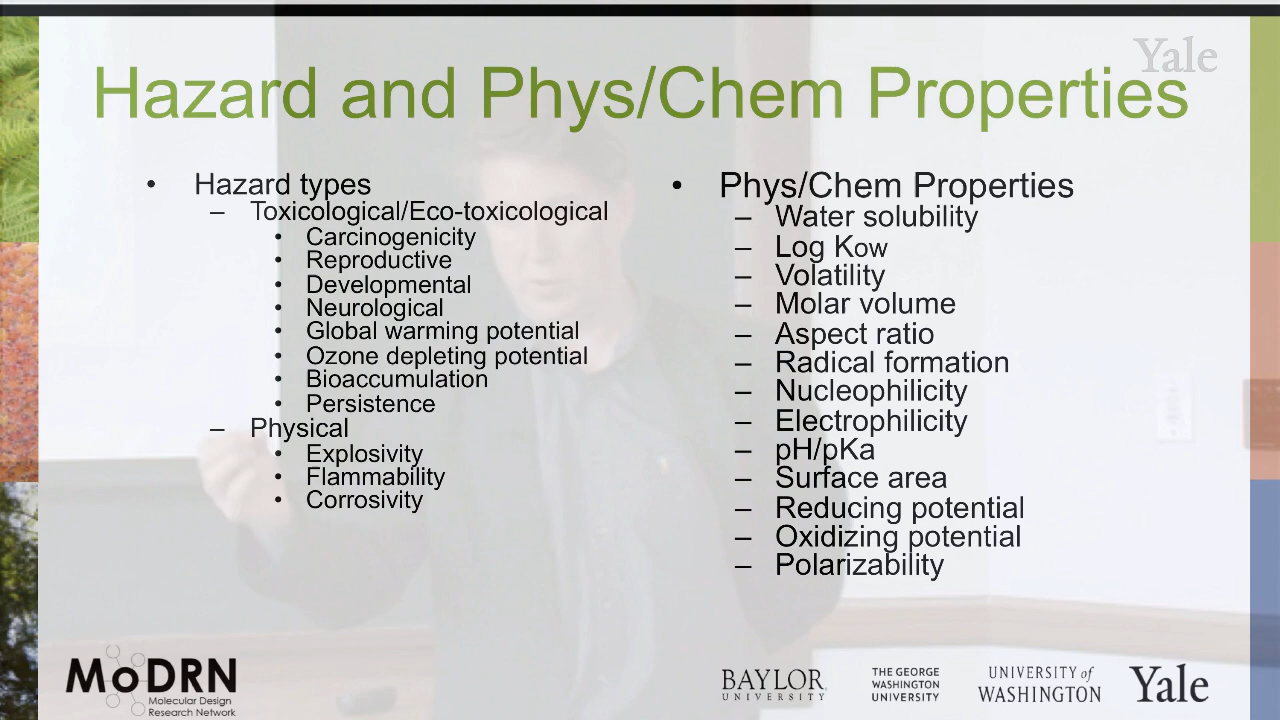 Yale
Hazard and Phys/Chem Properties
• Hazard types
– Toxicological/Eco-toxicological
• Carcinogenicity
• Reproductive
• Developmental
• Neurological
• Global warming potential
• Ozone depleting potential
• Bioaccumulation
• Persistence
– Physical
• Explosivity
• Flammability
• Corrosivity
• Phys/Chem Properties
– Water solubility
– Log Kow
– Volatility
– Molar volume
– Aspect ratio
– Radical formation
– Nucleophilicity
– Electrophilicity
– pH/pKa
– Surface area
– Reducing potential
– Oxidizing potential
– Polarizability
MoDRN
Molecular Design
Research Network
BAYLOR
UNIVERSITY
THE GEORGE
WASHINGTON
UNIVERSITY
UNIVERSITY of
WASHINGTON
Yale